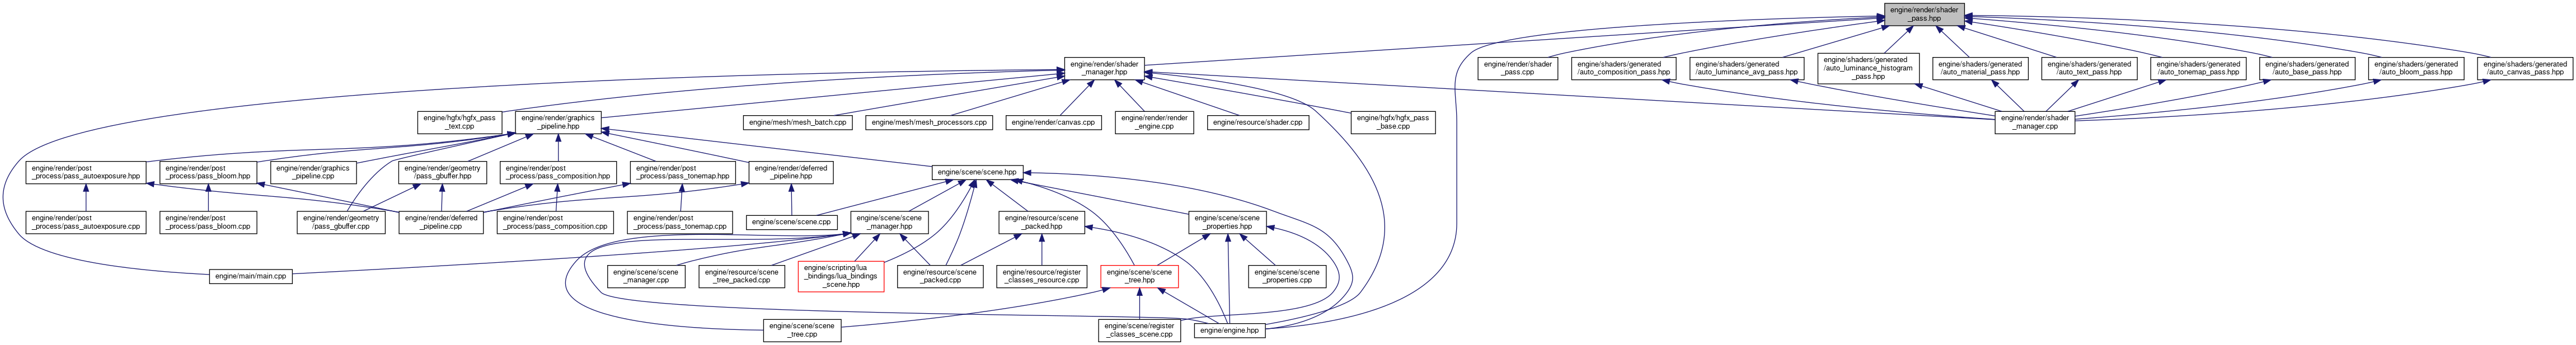 engine/render/shader
_pass.hpp
engine/render/shader
_manager.hpp
engine/render/shader
_pass.cpp
engine/shaders/generated
/auto_composition_pass.hpp
engine/shaders/generated
/auto_luminance_avg_pass.hpp
engine/shaders/generated
/auto_luminance_histogram
_pass.hpp
engine/shaders/generated
/auto_material_pass.hpp
engine/shaders/generated
/auto_text_pass.hpp
engine/shaders/generated
/auto_tonemap_pass.hpp
engine/shaders/generated
/auto_base_pass.hpp
engine/shaders/generated
/auto_bloom_pass.hpp
engine/shaders/generated
/auto_canvas_pass.hpp
engine/hgfx/hgfx_pass
_text.cpp
engine/render/graphics
_pipeline.hpp
engine/mesh/mesh_batch.cpp
engine/mesh/mesh_processors.cpp
engine/render/canvas.cpp
engine/render/render
_engine.cpp
engine/resource/shader.cpp
engine/hgfx/hgfx_pass
_base.cpp
engine/render/shader
_manager.cpp
engine/render/post
_process/pass_autoexposure.hpp
engine/render/post
_process/pass_bloom.hpp
engine/render/graphics
_pipeline.cpp
engine/render/geometry
/pass_gbuffer.hpp
engine/render/post
_process/pass_composition.hpp
engine/render/post
_process/pass_tonemap.hpp
engine/render/deferred
_pipeline.hpp
engine/scene/scene.hpp
engine/render/post
_process/pass_autoexposure.cpp
engine/render/post
_process/pass_bloom.cpp
engine/render/geometry
/pass_gbuffer.cpp
engine/render/deferred
_pipeline.cpp
engine/render/post
_process/pass_composition.cpp
engine/render/post
_process/pass_tonemap.cpp
engine/scene/scene.cpp
engine/scene/scene
_manager.hpp
engine/resource/scene
_packed.hpp
engine/scene/scene
_properties.hpp
engine/main/main.cpp
engine/scene/scene
_manager.cpp
engine/resource/scene
_tree_packed.cpp
engine/scripting/lua
_bindings/lua_bindings
_scene.hpp
engine/resource/scene
_packed.cpp
engine/resource/register
_classes_resource.cpp
engine/scene/scene
_tree.hpp
engine/scene/scene
_properties.cpp
engine/scene/scene
_tree.cpp
engine/scene/register
_classes_scene.cpp
engine/engine.hpp